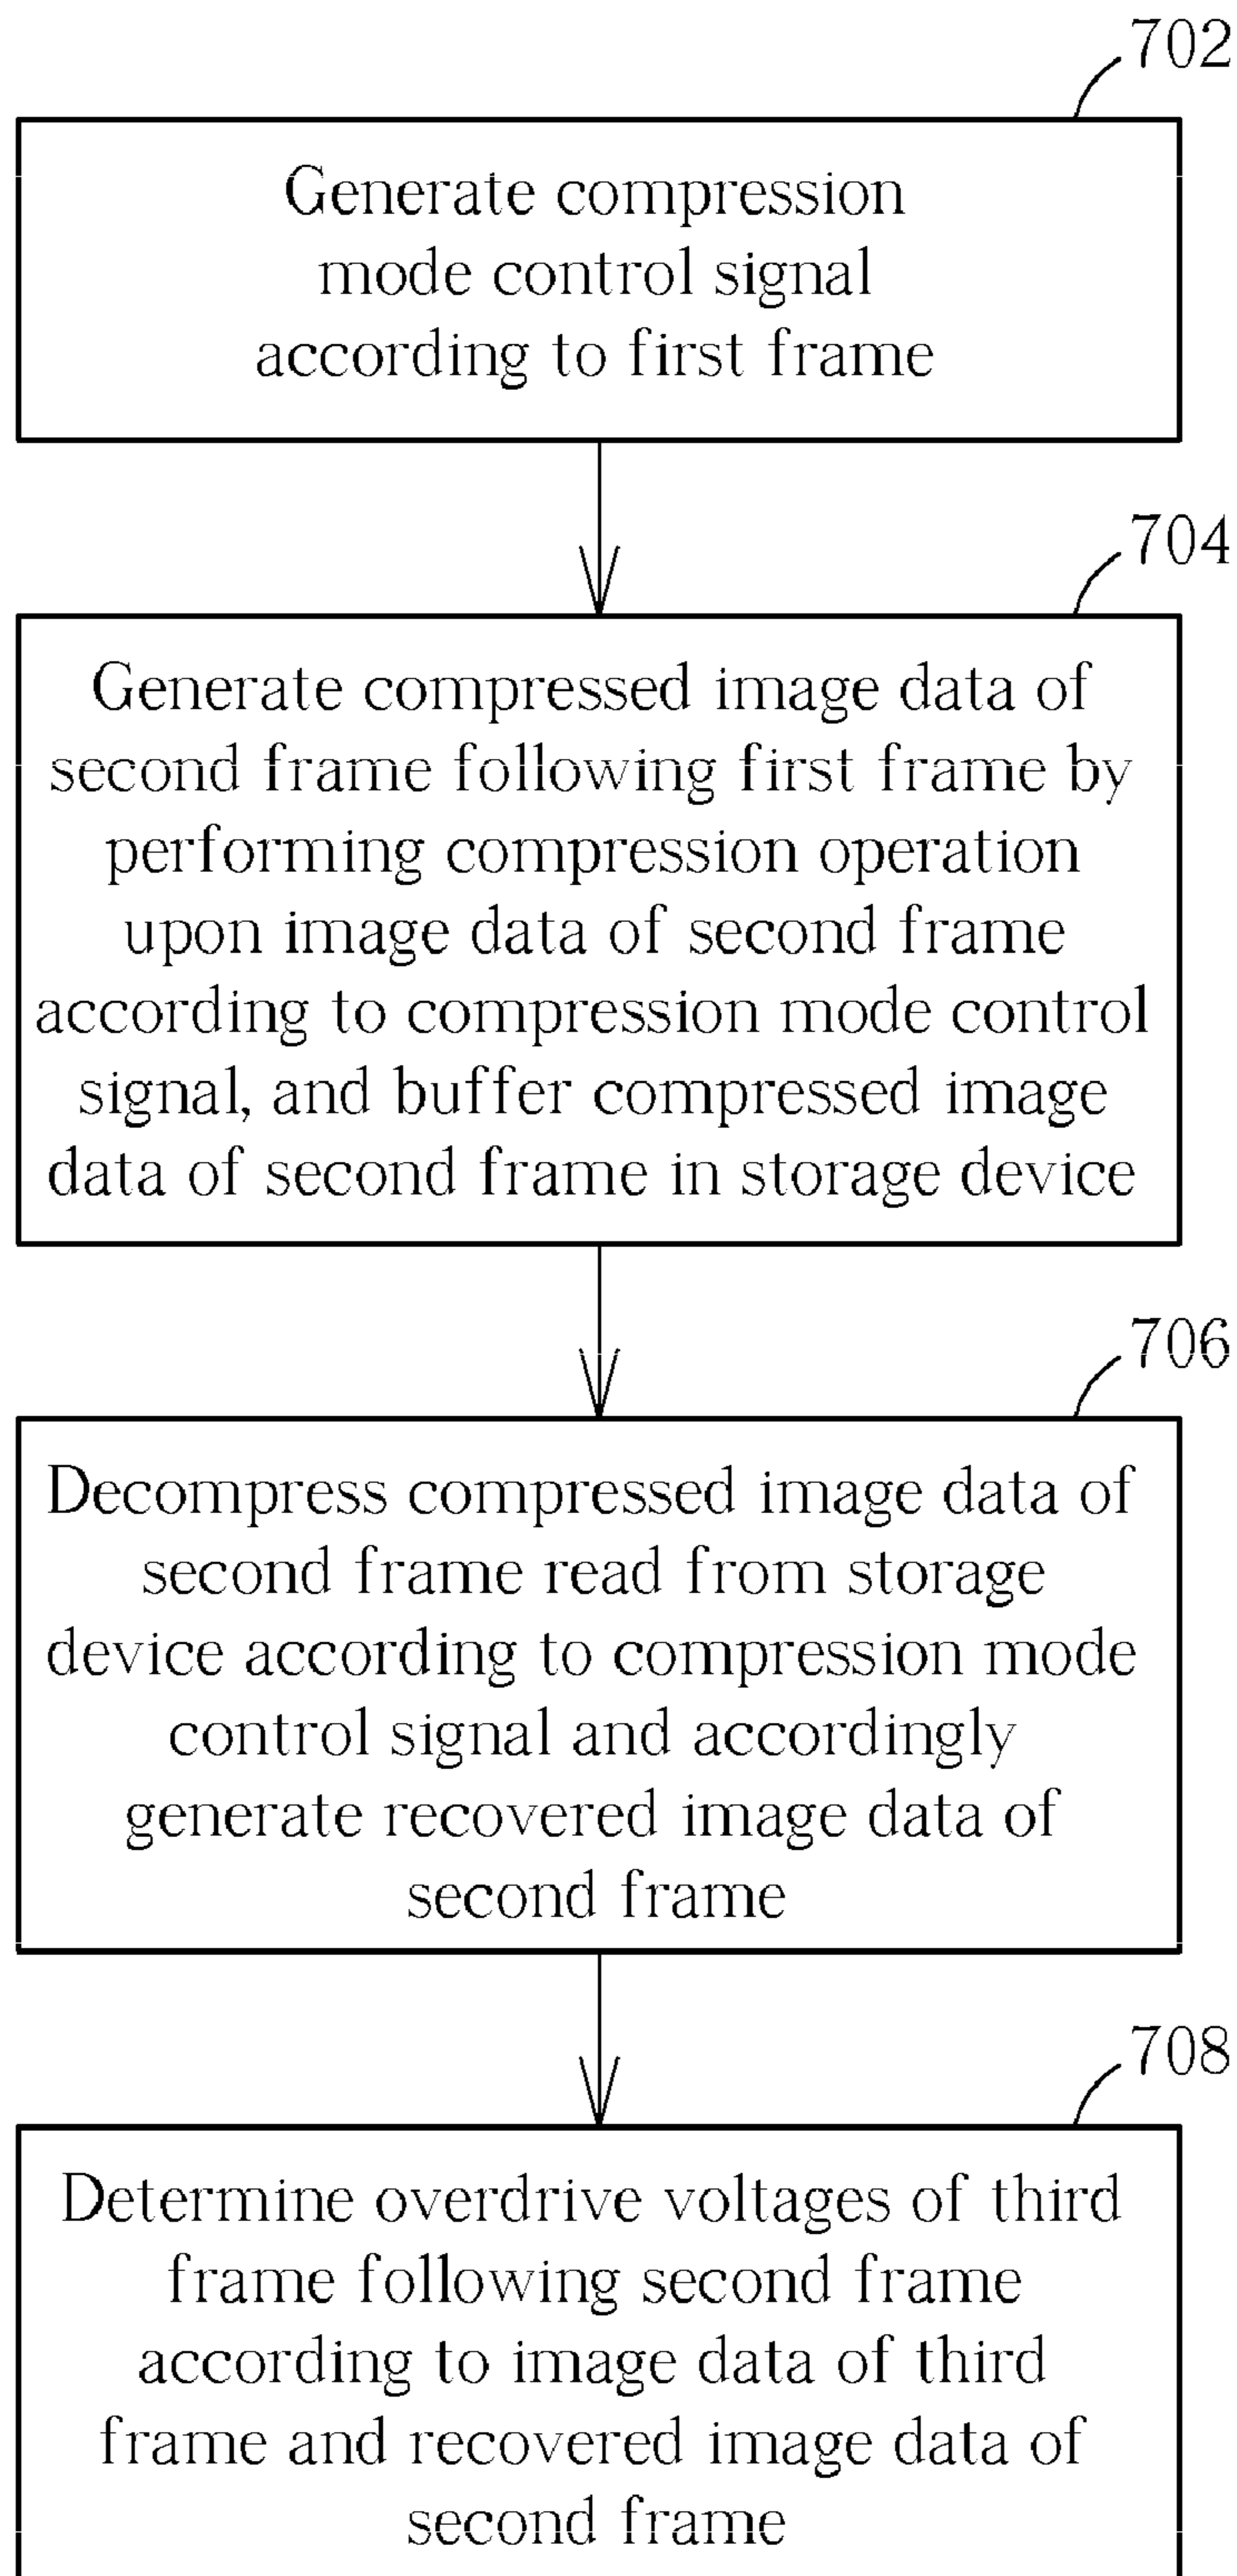 702
Generate compression
mode control signal
according to first frame
704
Generate compressed image data of
second frame following first frame by
performing compression operation
upon image data of second frame
according to compression mode control
signal, and buffer compressed image
data of second frame in storage device
706
Decompress compressed image data of
second frame read from storage
device according to compression mode
control signal and accordingly
generate recovered image data of
second frame
708
Determine overdrive voltages of third
frame following second frame
according to image data of third
frame and recovered image data of
second frame